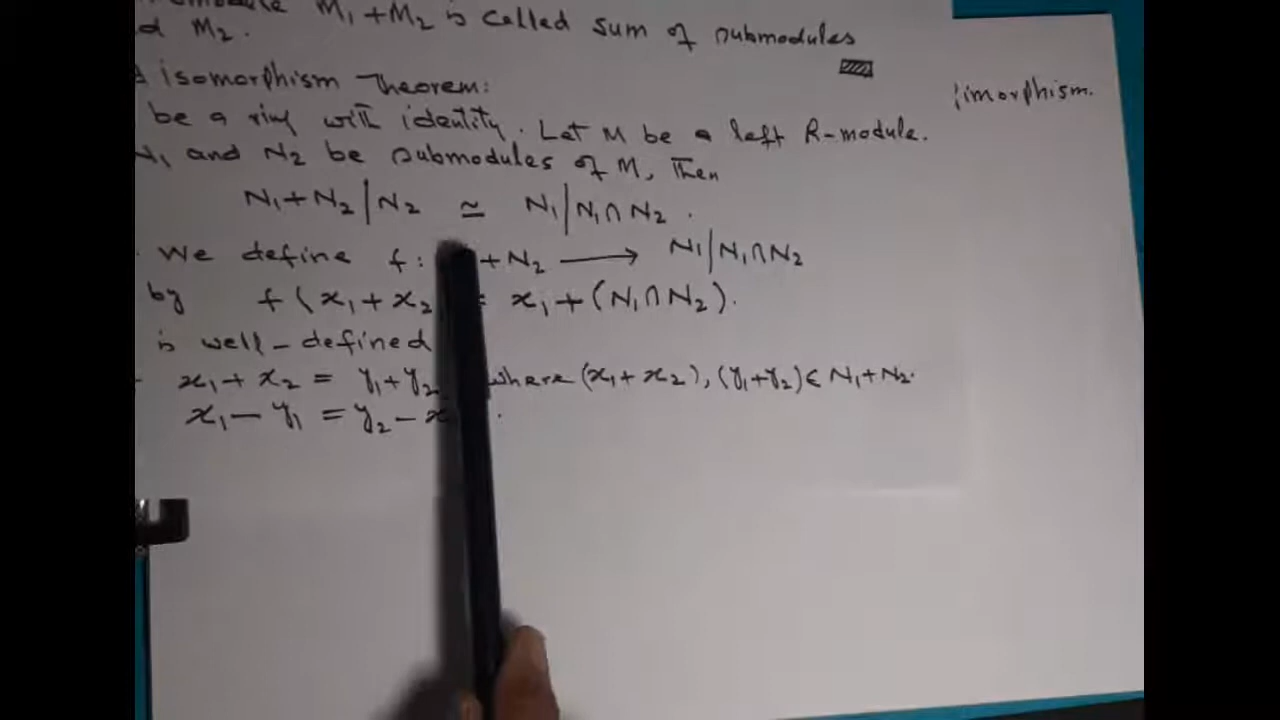 M₁+M₂ is called sum of submodules
M₂.
isomorphism Theorem:
imorphism.
be a ring with identity. Let M be a left R-module.
N₁ and N₂ be submodules of M, Then
N₁+N₂|N₂ ≃ N₁|N₁∩N₂.
We define f: +N₂ ⟶ N₁|N₁∩N₂
by f(x₁+x₂ = x₁+(N₁∩N₂).
is well-defined
x₁+x₂ = y₁+y₂ where (x₁+x₂), (y₁+y₂) ∈ N₁+N₂.
x₁-y₁ = y₂-x